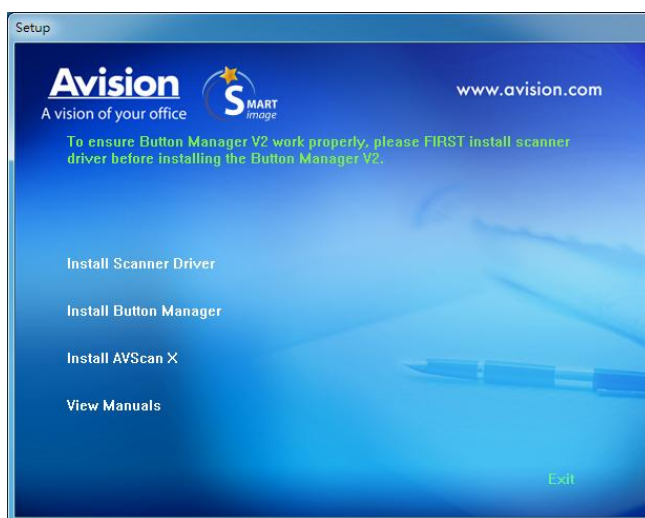 Setup
Avision
A vision of your office
SMART
image
www.avision.com
To ensure Button Manager V2 work properly, please FIRST install scanner
driver before installing the Button Manager V2.
Install Scanner Driver
Install Button Manager
Install AVScan X
View Manuals
Exit